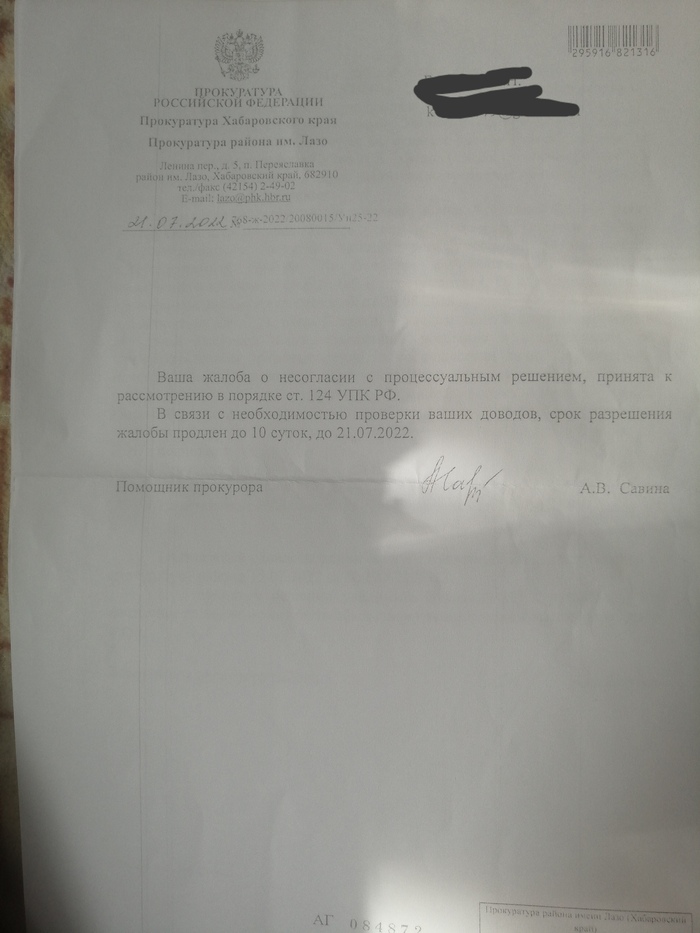 295916 821316
ПРОКУРАТУРА
РОССИЙСКОЙ ФЕДЕРАЦИИ
Прокуратура Хабаровского края
Прокуратура района им. Лазо
Ленина пер., д. 5, п. Переяславка
район им. Лазо, Хабаровский край, 682910
тел./факс (42154) 2-49-02
E-mail: lazo@phk.hbr.ru
21.07.2022 № 768-ж-2022/20080015/Уп25-22
Ваша жалоба о несогласии с процессуальным решением, принята к
рассмотрению в порядке ст. 124 УПК РФ.
В связи с необходимостью проверки ваших доводов, срок разрешения
жалобы продлен до 10 суток, до 21.07.2022.
Помощник прокурора А.В. Савина
АГ 084872
Прокуратура района имени Лазо (Хабаровский
край)